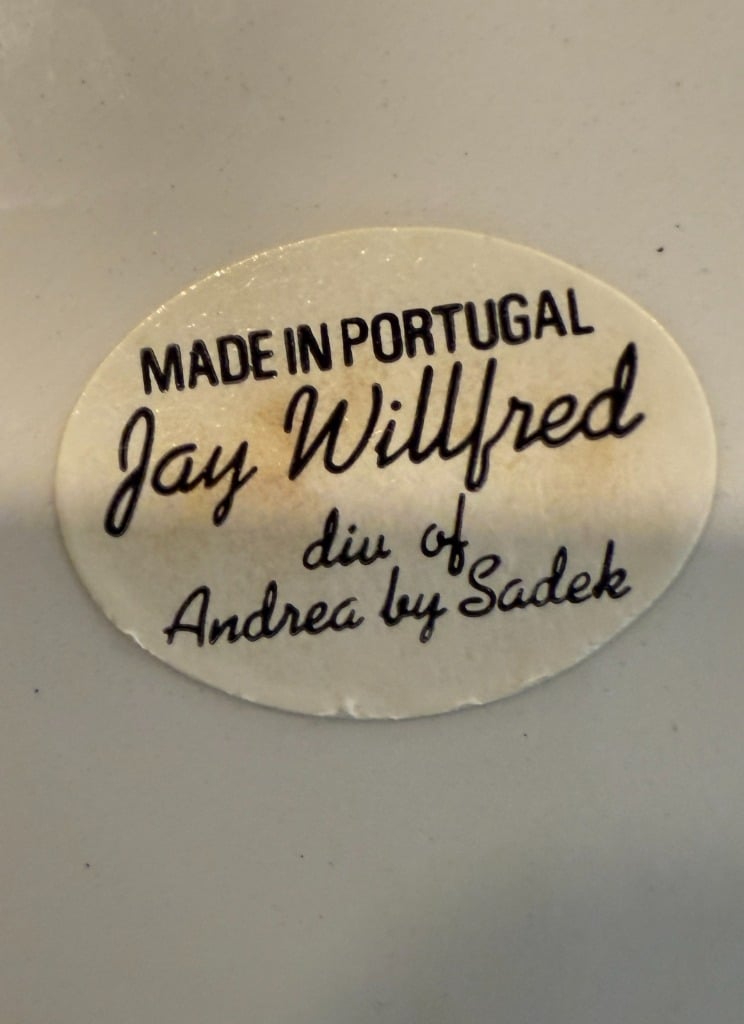 MADE IN PORTUGAL
Jay Willfred
div of
Andrea by Sadek